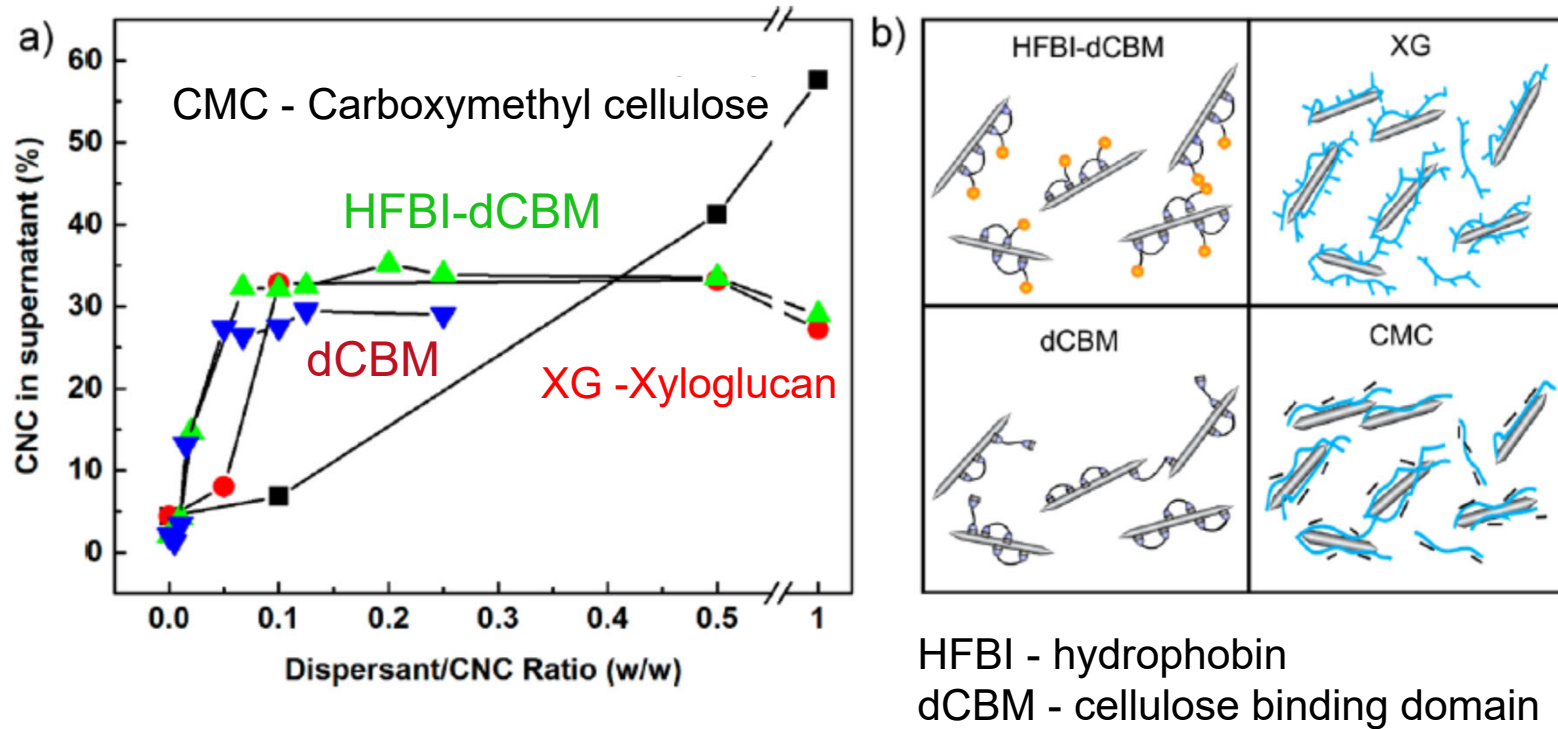 a)
CNC in supernatant (%)
60
50
40
30
20
10
0
CMC - Carboxymethyl cellulose
HFBI-dCBM
dCBM
XG -Xyloglucan
0.0 0.1 0.2 0.3 0.4 0.5 1
Dispersant/CNC Ratio (w/w)
b)
HFBI-dCBM
XG
dCBM
CMC
HFBI - hydrophobin
dCBM - cellulose binding domain